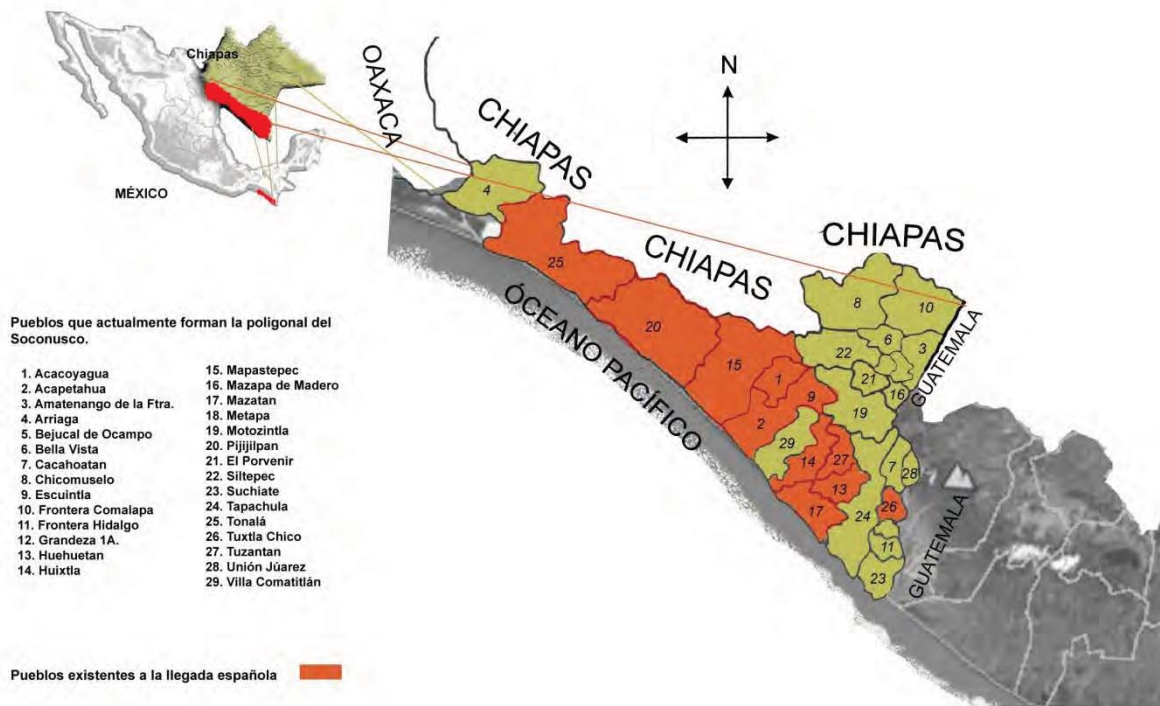 Chiapas
MÉXICO
OAXACA
CHIAPAS
CHIAPAS
CHIAPAS
N
ÓCEANO PACÍFICO
GUATEMALA
GUATEMALA
4
25
20
15
1
2
9
29
14
27
13
17
8
10
22
6
3
21
16
19
7
28
26
24
11
23
Pueblos que actualmente forman la poligonal del
Soconusco.
1. Acacoyagua
2. Acapetahua
3. Amatenango de la Ftra.
4. Arriaga
5. Bejucal de Ocampo
6. Bella Vista
7. Cacahoatan
8. Chicomuselo
9. Escuintla
10. Frontera Comalapa
11. Frontera Hidalgo
12. Grandeza 1A.
13. Huehuetan
14. Huixtla
15. Mapastepec
16. Mazapa de Madero
17. Mazatan
18. Metapa
19. Motozintla
20. Pijijilpan
21. El Porvenir
22. Siltepec
23. Suchiate
24. Tapachula
25. Tonalá
26. Tuxtla Chico
27. Tuzantan
28. Unión Júarez
29. Villa Comatitlán
Pueblos existentes a la llegada española